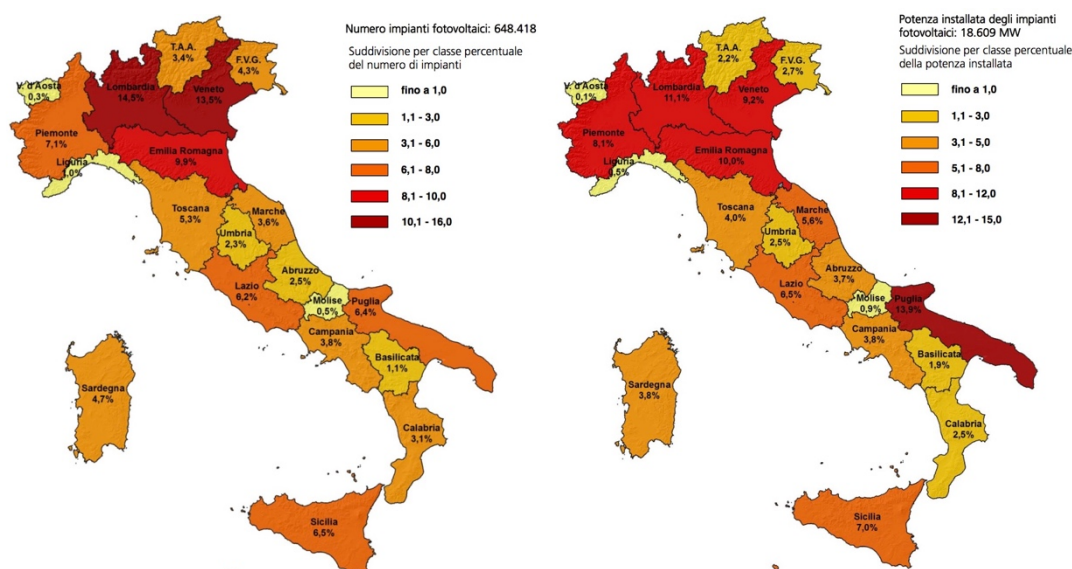 Numero impianti fotovoltaici: 648.418
Suddivisione per classe percentuale
del numero di impianti
fino a 1,0
1,1 - 3,0
3,1 - 6,0
6,1 - 8,0
8,1 - 10,0
10,1 - 16,0
T.A.A.
3,4%
F.V.G.
4,3%
V. d'Aosta
0,3%
Lombardia
14,5%
Veneto
13,5%
Piemonte
7,1%
Emilia Romagna
9,9%
Liguria
1,0%
Toscana
5,3%
Marche
3,6%
Umbria
2,3%
Abruzzo
2,5%
Lazio
6,2%
Molise
0,5%
Puglia
6,4%
Campania
3,8%
Basilicata
1,1%
Sardegna
4,7%
Calabria
3,1%
Sicilia
6,5%
Potenza installata degli impianti
fotovoltaici: 18.609 MW
Suddivisione per classe percentuale
della potenza installata
fino a 1,0
1,1 - 3,0
3,1 - 5,0
5,1 - 8,0
8,1 - 12,0
12,1 - 15,0
T.A.A.
2,2%
F.V.G.
2,7%
V. d'Aosta
0,1%
Lombardia
11,1%
Veneto
9,2%
Piemonte
8,1%
Emilia Romagna
10,0%
Liguria
0,5%
Toscana
4,0%
Marche
5,6%
Umbria
2,5%
Abruzzo
3,7%
Lazio
6,5%
Molise
0,9%
Puglia
13,9%
Campania
3,8%
Basilicata
1,9%
Sardegna
3,8%
Calabria
2,5%
Sicilia
7,0%